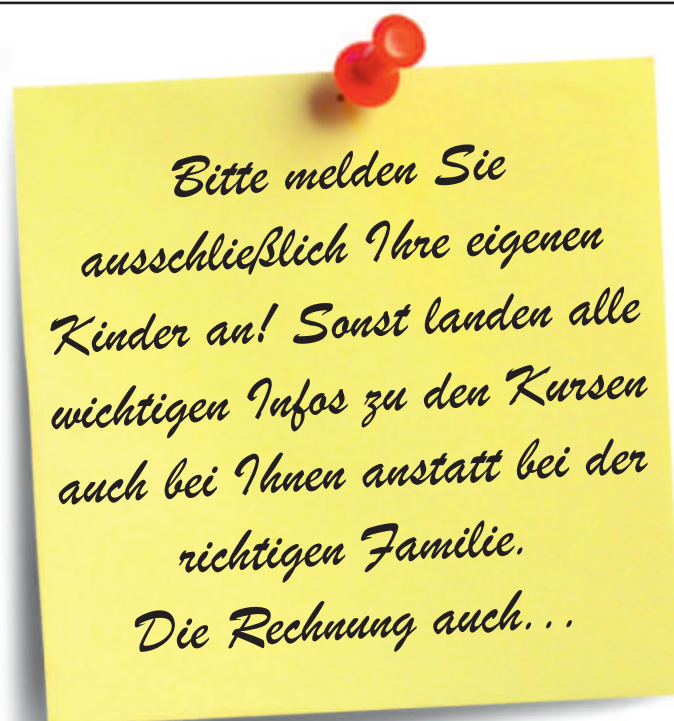 Bitte melden Sie
ausschließlich Ihre eigenen
Kinder an! Sonst landen alle
wichtigen Infos zu den Kursen
auch bei Ihnen anstatt bei der
richtigen Familie.
Die Rechnung auch...